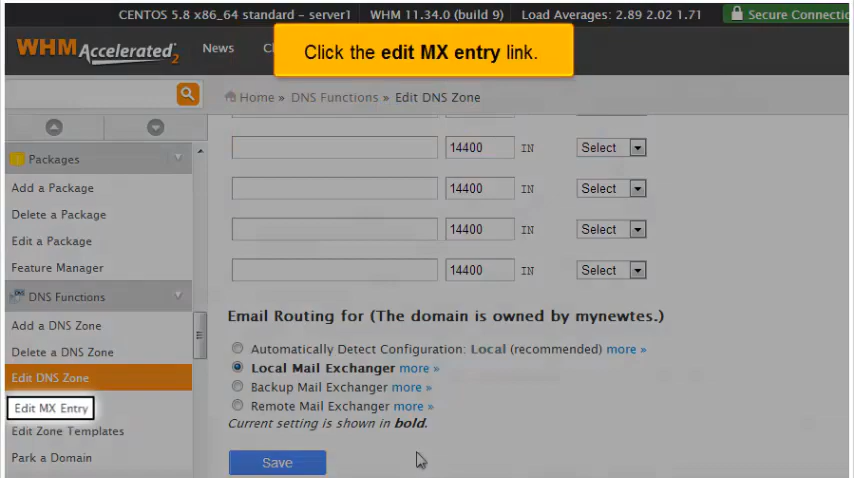 CENTOS 5.8 x86_64 standard - server1 WHM 11.34.0 (build 9) Load Averages: 2.89 2.02 1.71 Secure Connectio
WHM Accelerated2 News
Click the edit MX entry link.
Home » DNS Functions » Edit DNS Zone
Packages
Add a Package
Delete a Package
Edit a Package
Feature Manager
DNS Functions
Add a DNS Zone
Delete a DNS Zone
Edit DNS Zone
Edit MX Entry
Edit Zone Templates
Park a Domain
14400 IN Select
14400 IN Select
14400 IN Select
14400 IN Select
Email Routing for (The domain is owned by mynewtes.)
Automatically Detect Configuration: Local (recommended) more »
Local Mail Exchanger more »
Backup Mail Exchanger more »
Remote Mail Exchanger more »
Current setting is shown in bold.
Save